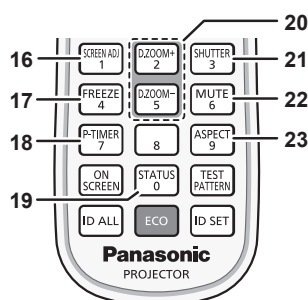 20
16
SCREEN ADJ
1
D.ZOOM+
2
SHUTTER
3
21
17
FREEZE
4
D.ZOOM−
5
MUTE
6
22
18
P-TIMER
7
8
ASPECT
9
23
19
ON
SCREEN
STATUS
0
TEST
PATTERN
ID ALL
ECO
ID SET
Panasonic
PROJECTOR